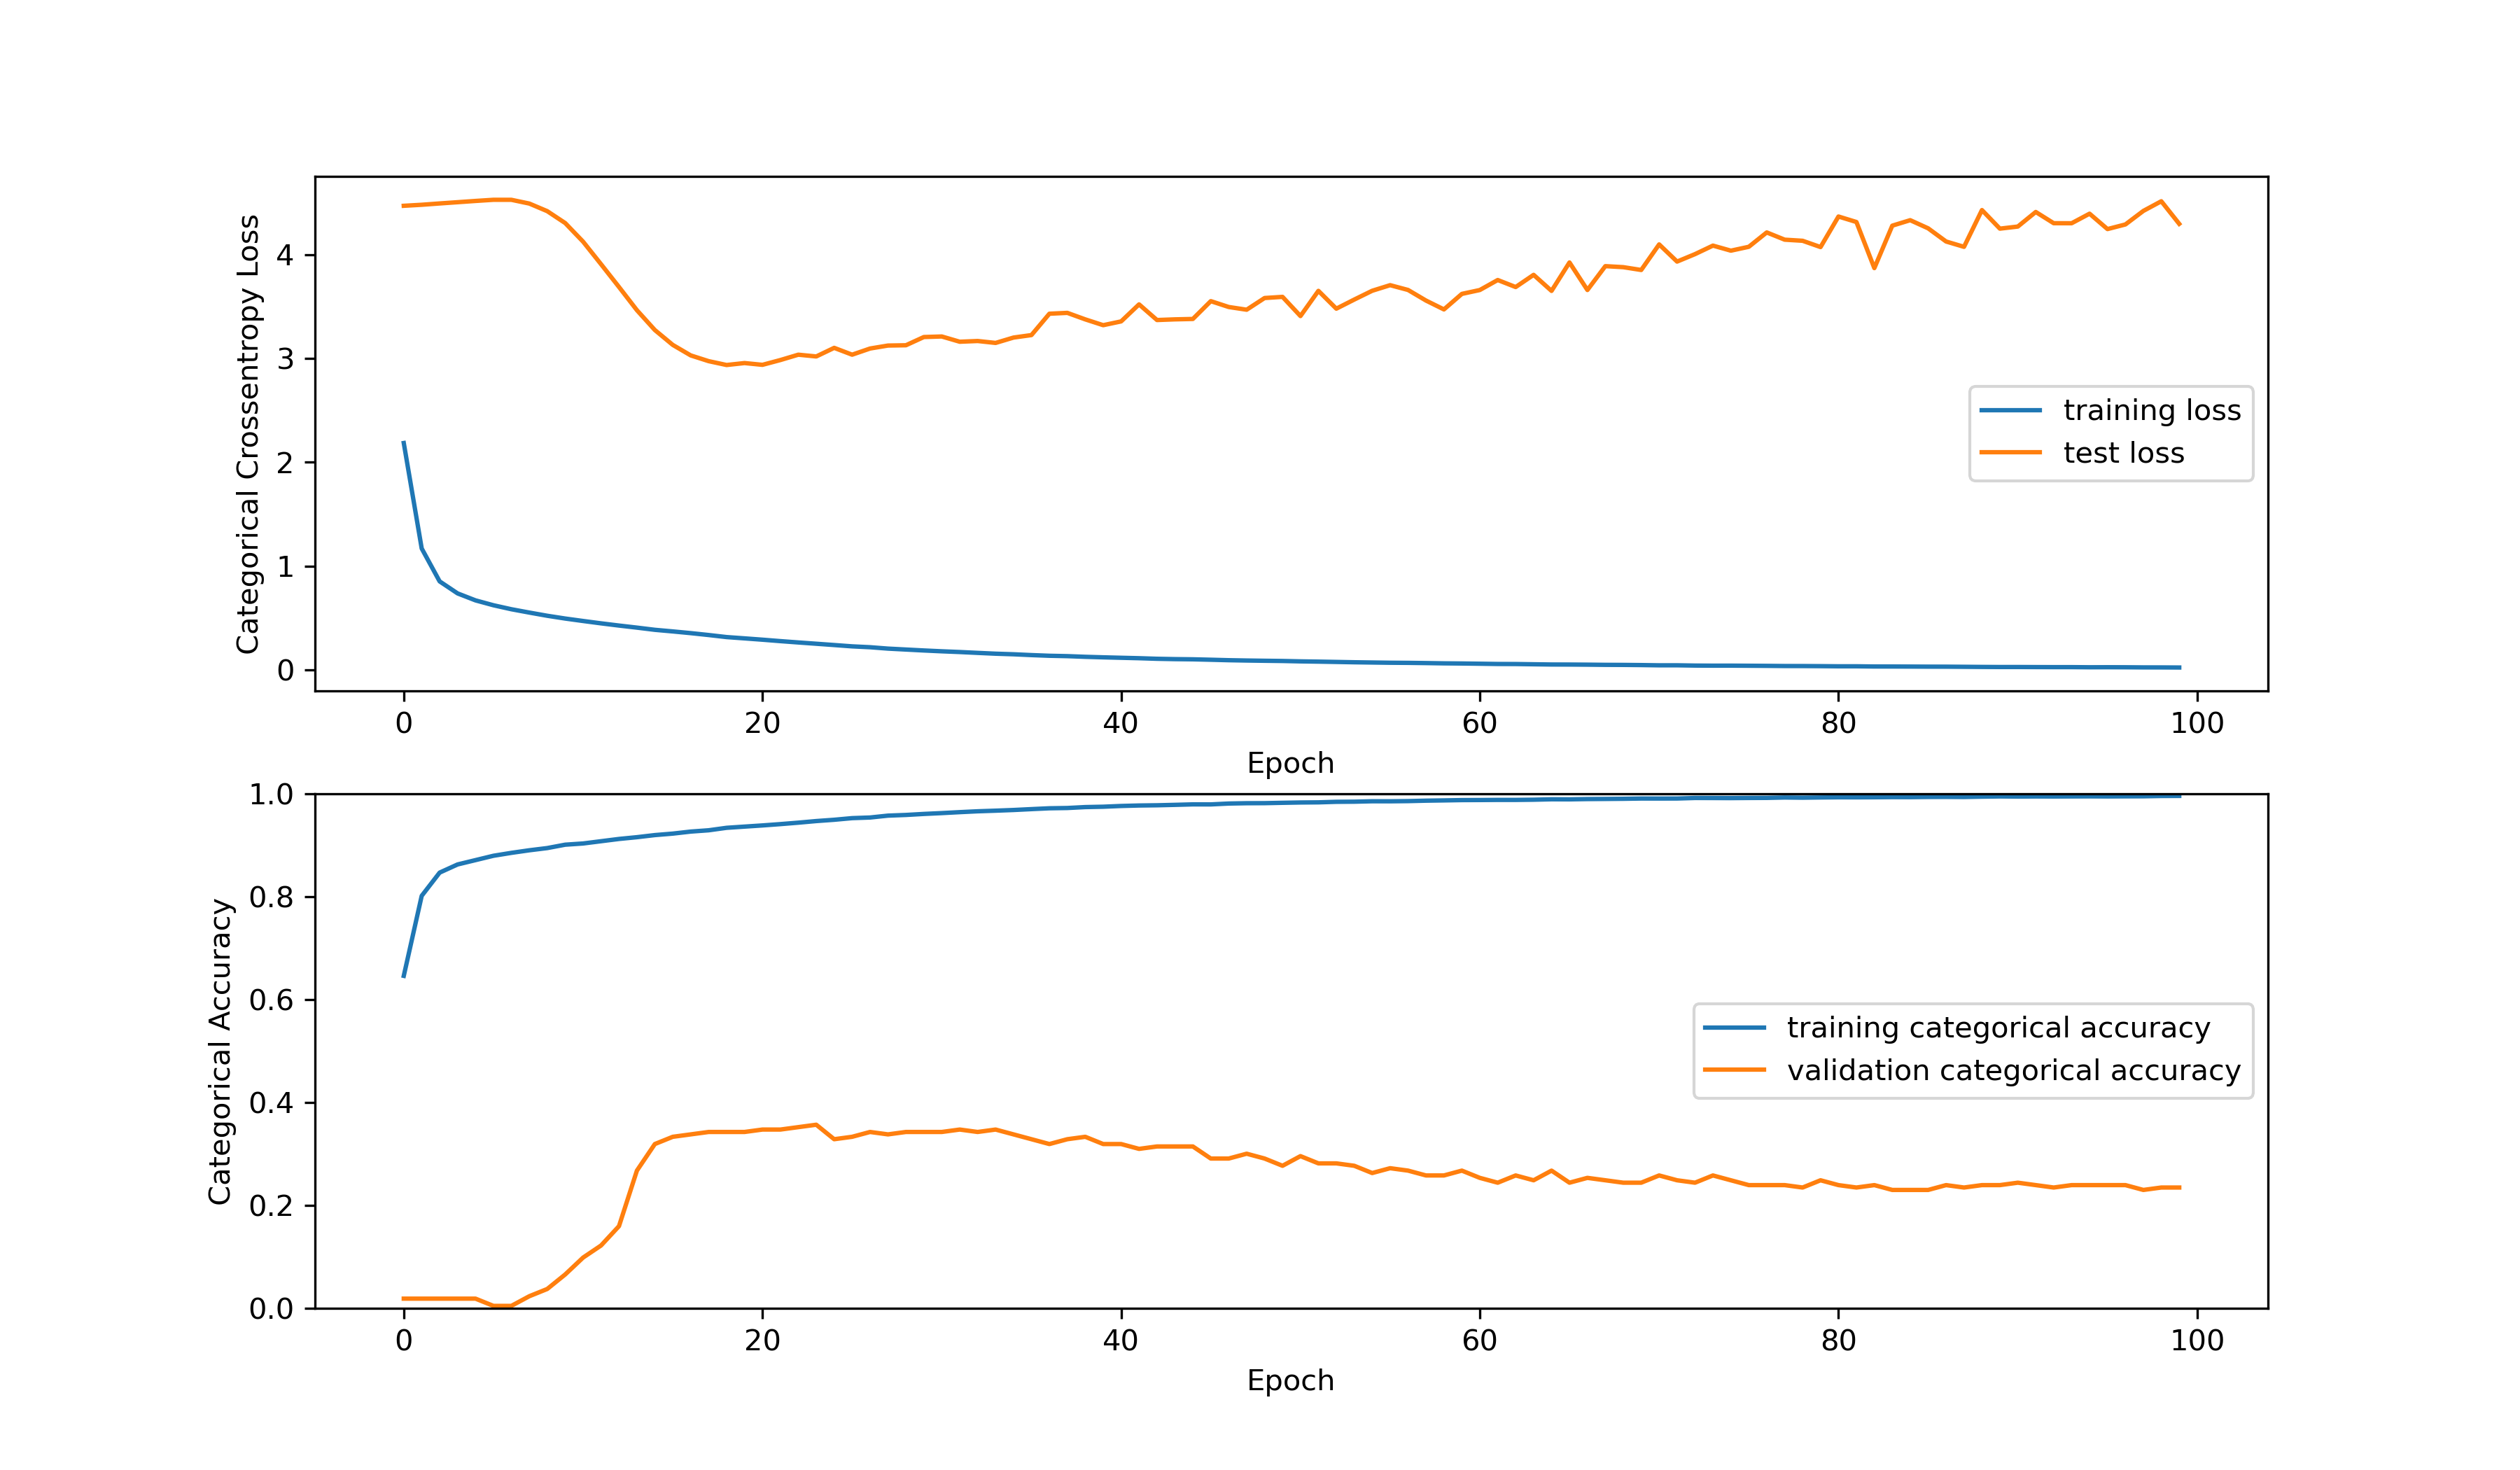 Categorical Crossentropy Loss
4
3
2
1
0
training loss
test loss
0 20 40 60 80 100
Epoch
Categorical Accuracy
1.0
0.8
0.6
0.4
0.2
0.0
training categorical accuracy
validation categorical accuracy
0 20 40 60 80 100
Epoch